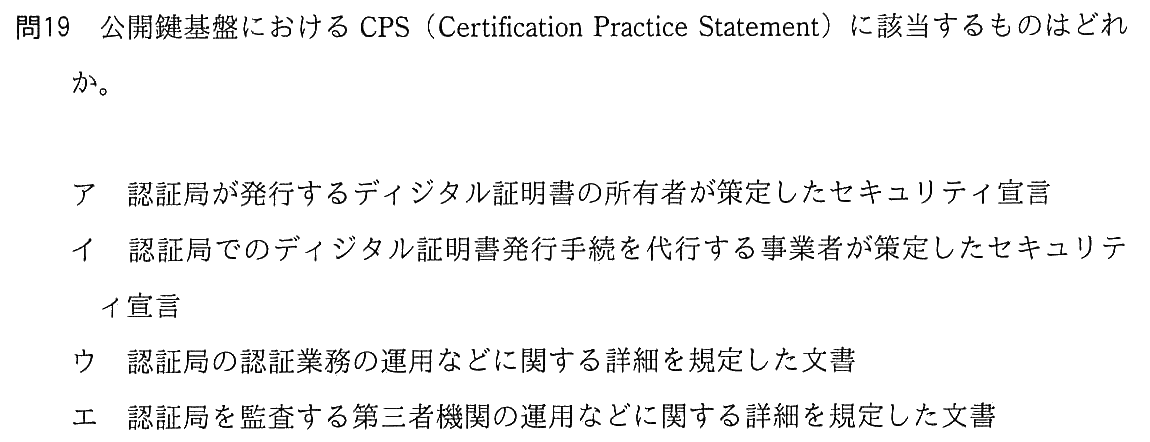 問19　公開鍵基盤における CPS（Certification Practice Statement）に該当するものはどれ
か。
ア　認証局が発行するディジタル証明書の所有者が策定したセキュリティ宣言
イ　認証局でのディジタル証明書発行手続を代行する事業者が策定したセキュリテ
ィ宣言
ウ　認証局の認証業務の運用などに関する詳細を規定した文書
エ　認証局を監査する第三者機関の運用などに関する詳細を規定した文書